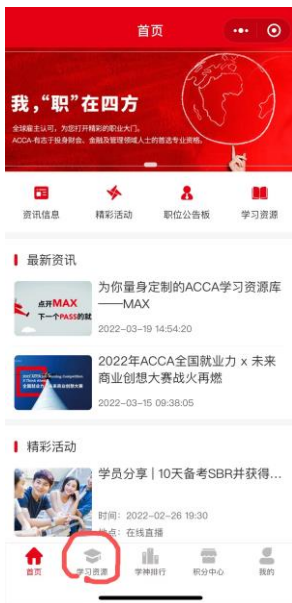 首页
我，“职”在四方
全球雇主认可，为您打开精彩的职业大门。
ACCA-有志于投身财会、金融及管理领域人士的首选专业资格。
资讯信息
精彩活动
职位公告板
学习资源
最新资讯
点开MAX
下一个PASS的就
为你量身定制的ACCA学习资源库
——MAX
2022-03-19 14:54:20
2022年ACCA全国就业力 x 未来
商业创想大赛战火再燃
2022-03-15 09:38:05
精彩活动
学员分享 | 10天备考SBR并获得...
时间：2022-02-26 19:30
地点：在线直播
首页
学习资源
学神排行
积分中心
我的